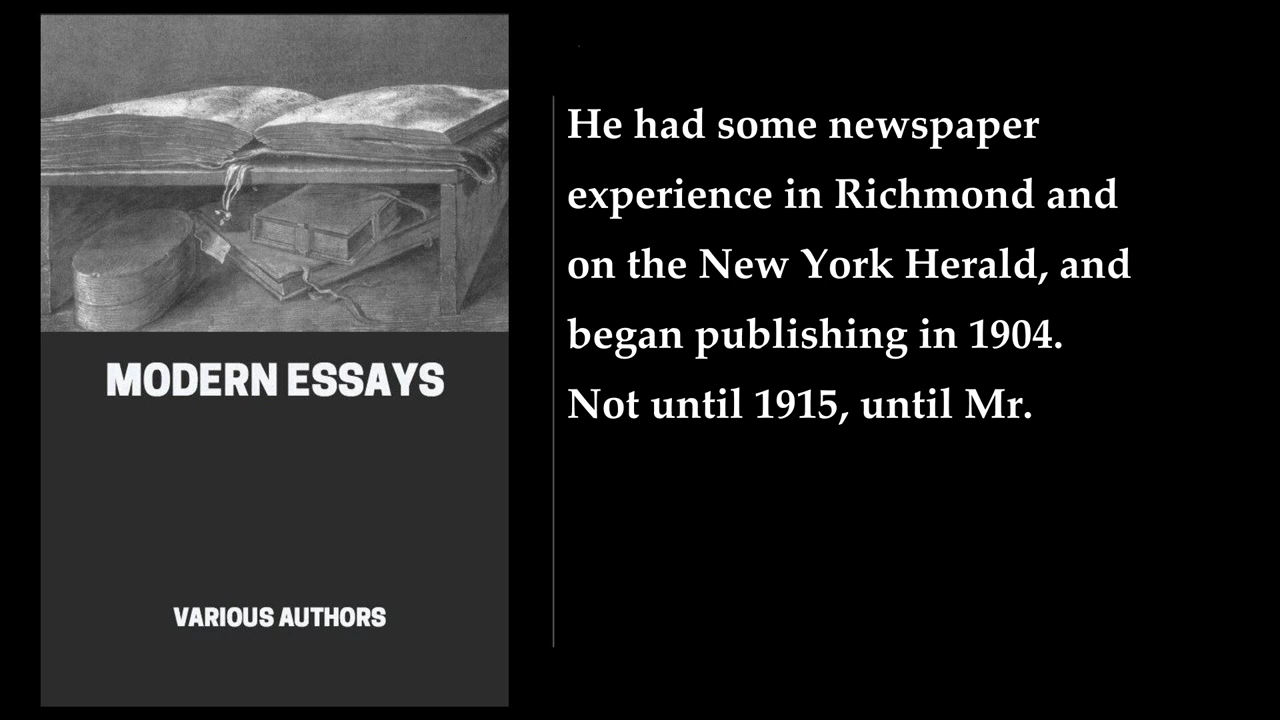 MODERN ESSAYS
VARIOUS AUTHORS
He had some newspaper
experience in Richmond and
on the New York Herald, and
began publishing in 1904.
Not until 1915, until Mr.